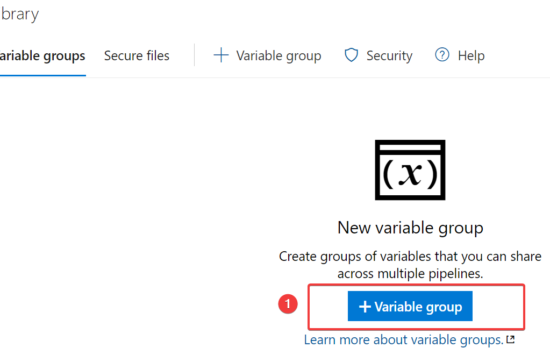 ibrary
ariable groups Secure files + Variable group Security ? Help
(x)
New variable group
Create groups of variables that you can share
across multiple pipelines.
1 + Variable group
Learn more about variable groups.